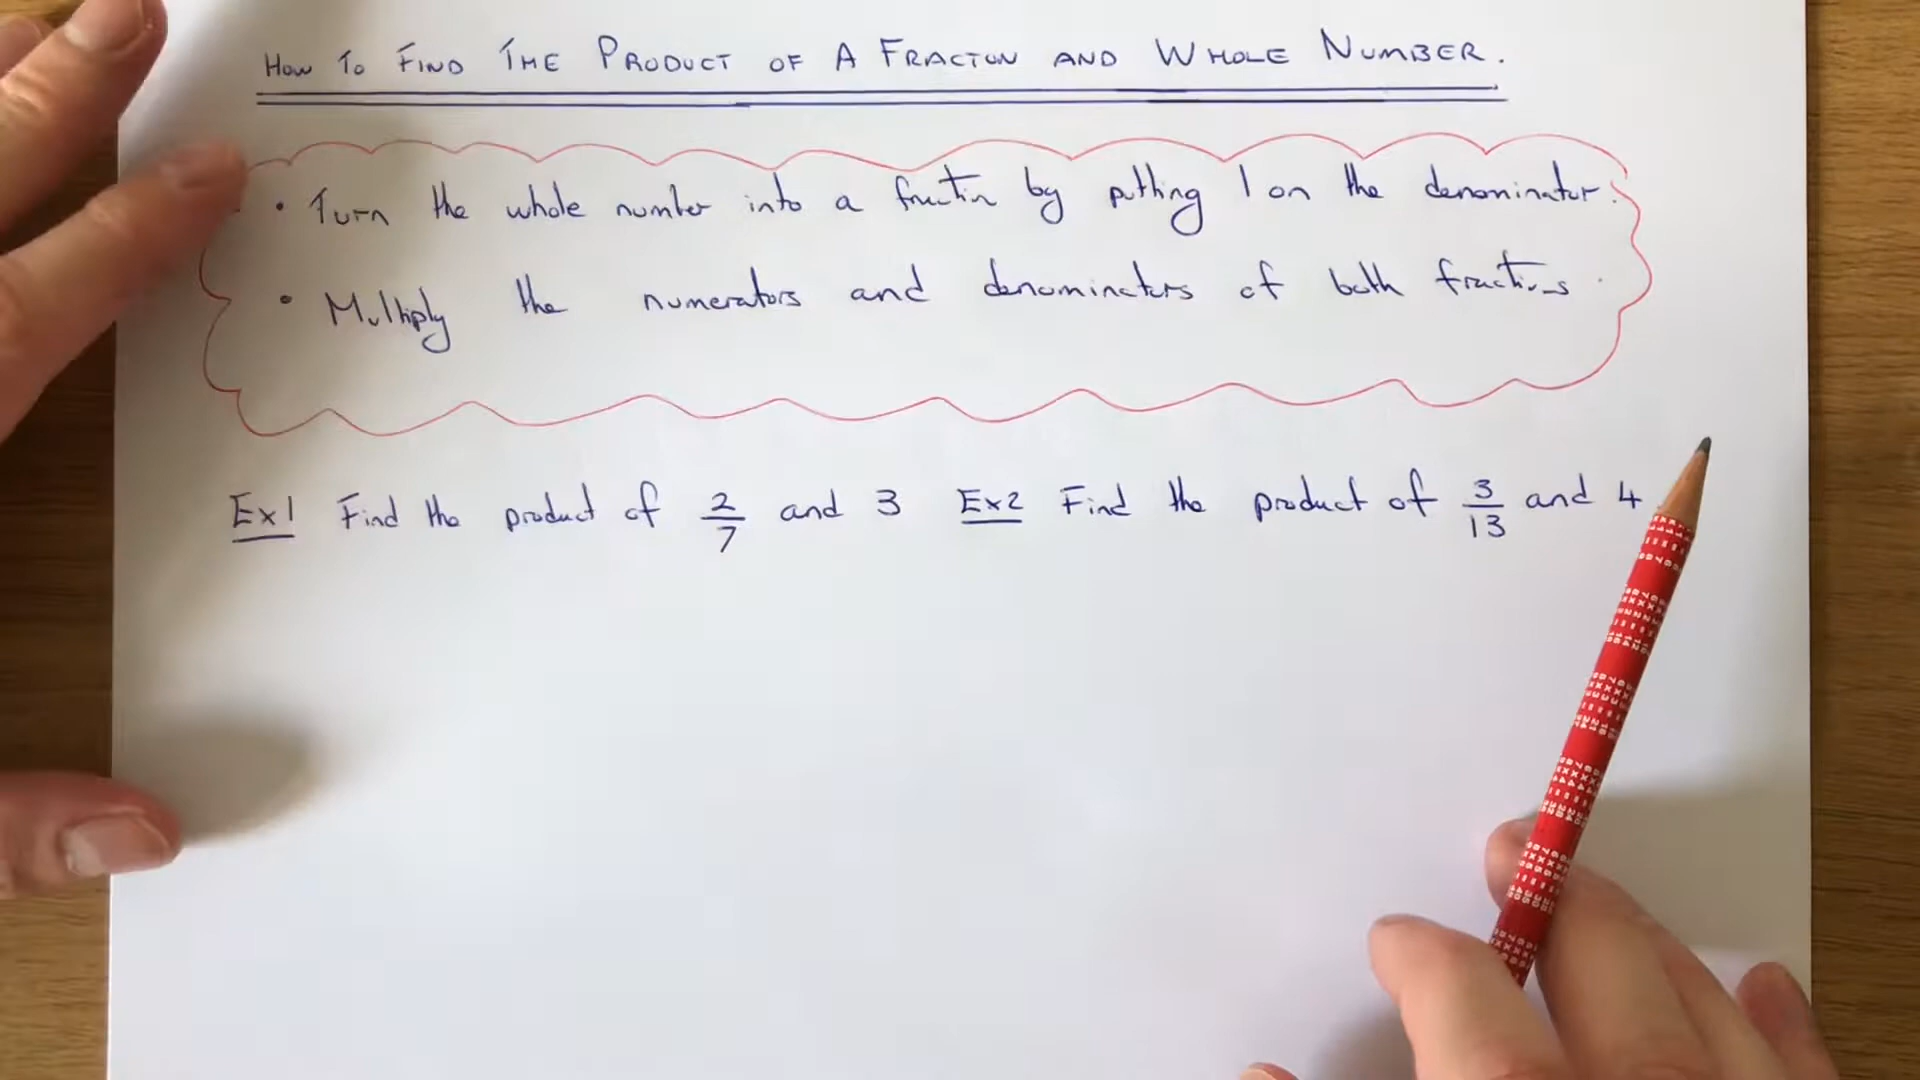 How To FIND THE PRODUCT OF A FRACTON AND WHOLE NUMBER.
• Turn the whole number into a fraction by putting 1 on the denominator.
• Multiply the numerators and denominators of both fractions.
Ex1 Find the product of 2/7 and 3 Ex2 Find the product of 3/13 and 4